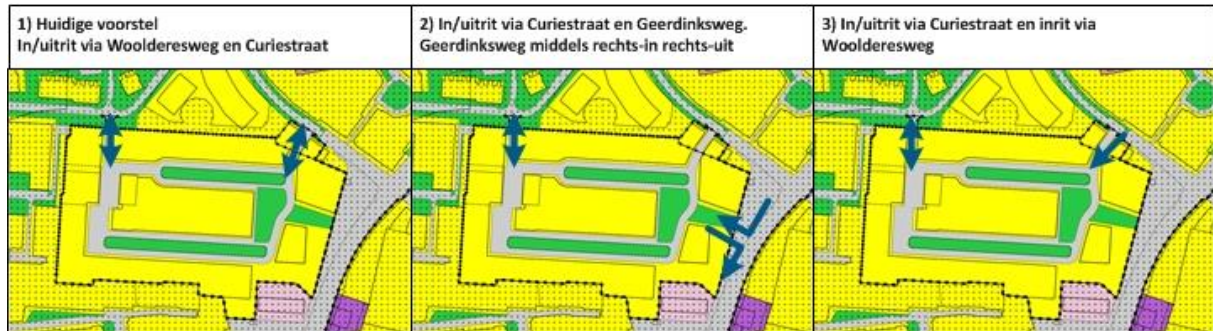 1) Huidige voorstel
In/uitrit via Wooldersweg en Curiestraat
2) In/uitrit via Curiestraat en Geerdinksweg.
Geerdinksweg middels rechts-in rechts-uit
3) In/uitrit via Curiestraat en inrit via
Woolderesweg